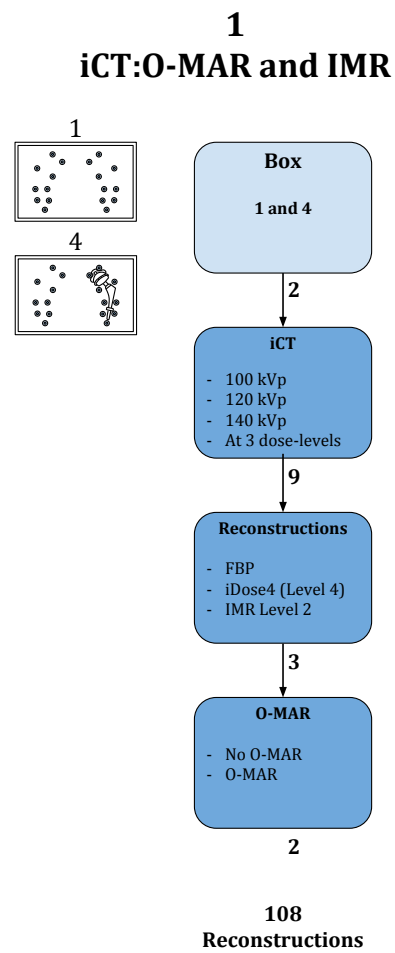 1
iCT:O-MAR and IMR
1
4
Box
1 and 4
2
iCT
- 100 kVp
- 120 kVp
- 140 kVp
- At 3 dose-levels
9
Reconstructions
- FBP
- iDose4 (Level 4)
- IMR Level 2
3
O-MAR
- No O-MAR
- O-MAR
2
108
Reconstructions